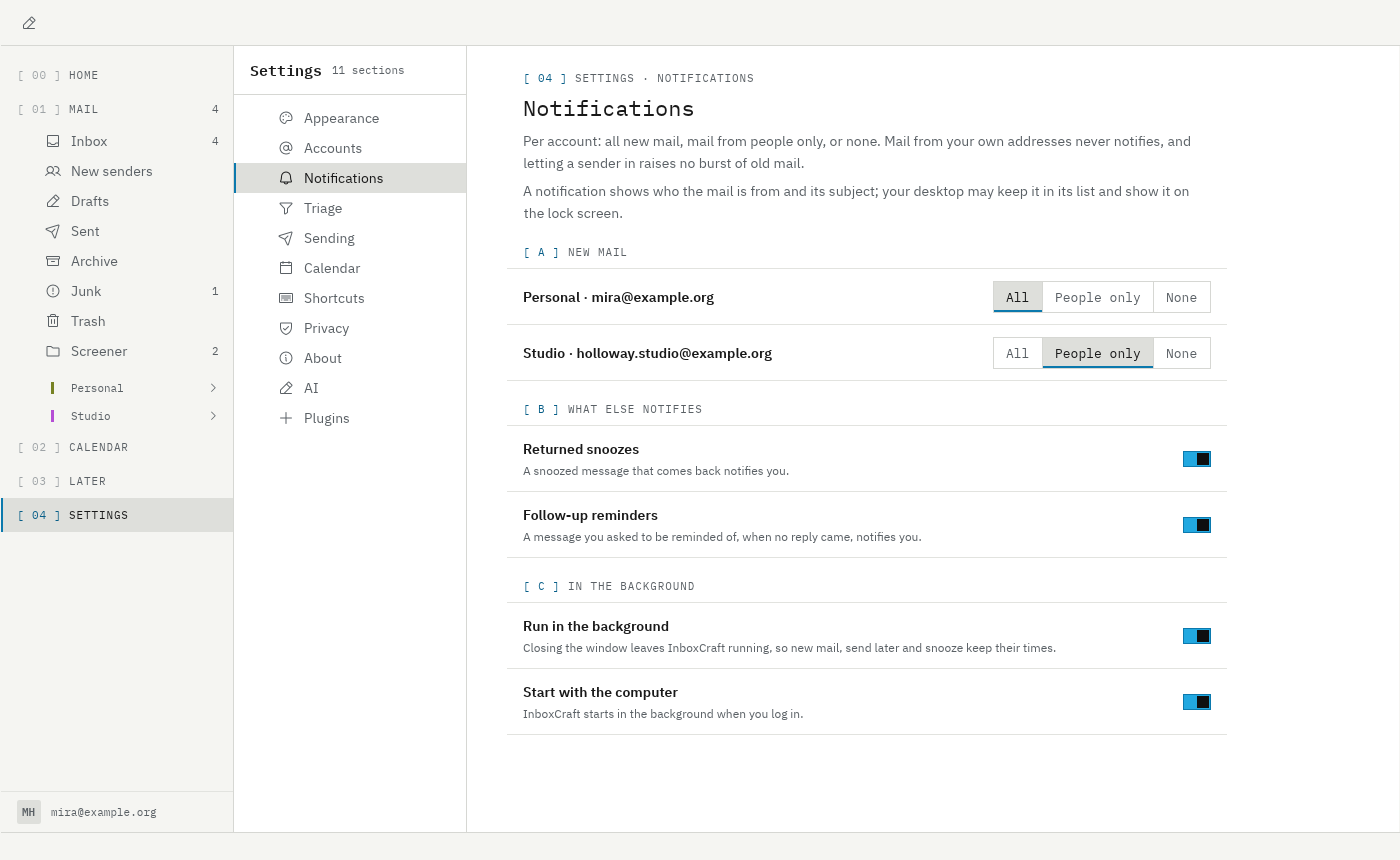 [ 00 ] HOME
[ 01 ] MAIL 4
Inbox 4
New senders
Drafts
Sent
Archive
Junk 1
Trash
Screener 2
Personal
Studio
[ 02 ] CALENDAR
[ 03 ] LATER
[ 04 ] SETTINGS
MH mira@example.org
Settings 11 sections
Appearance
Accounts
Notifications
Triage
Sending
Calendar
Shortcuts
Privacy
About
AI
Plugins
[ 04 ] SETTINGS · NOTIFICATIONS
Notifications
Per account: all new mail, mail from people only, or none. Mail from your own addresses never notifies, and
letting a sender in raises no burst of old mail.
A notification shows who the mail is from and its subject; your desktop may keep it in its list and show it on
the lock screen.
[ A ] NEW MAIL
Personal · mira@example.org All People only None
Studio · holloway.studio@example.org All People only None
[ B ] WHAT ELSE NOTIFIES
Returned snoozes
A snoozed message that comes back notifies you.
Follow-up reminders
A message you asked to be reminded of, when no reply came, notifies you.
[ C ] IN THE BACKGROUND
Run in the background
Closing the window leaves InboxCraft running, so new mail, send later and snooze keep their times.
Start with the computer
InboxCraft starts in the background when you log in.